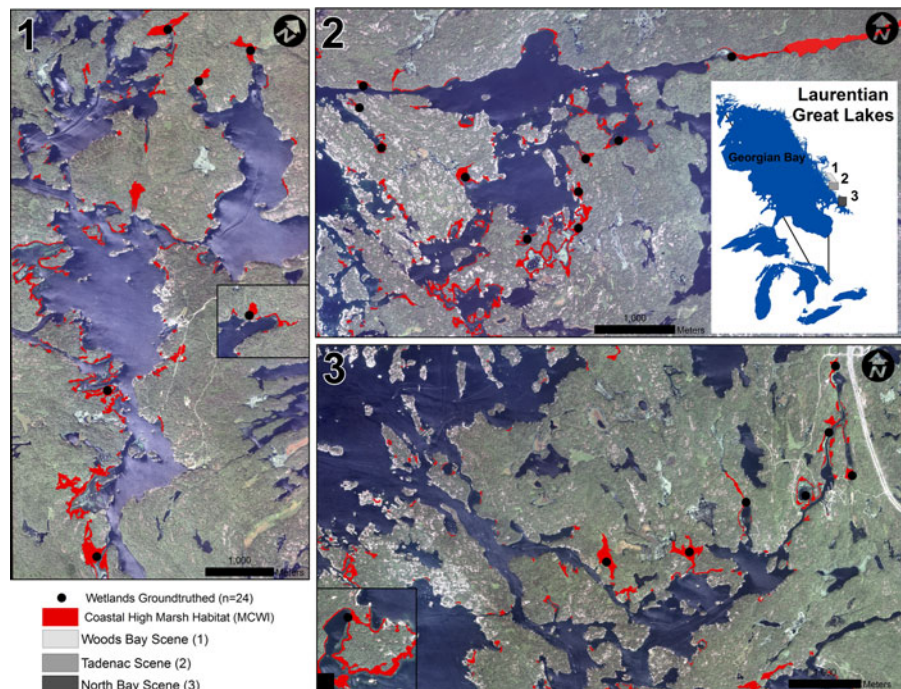 1
N
1,000
Meters
2
N
1,000
Meters
Laurentian
Great Lakes
Georgian Bay
1
2
3
3
N
Meters
Wetlands Groundtruthed (n=24)
Coastal High Marsh Habitat (MCWI)
Woods Bay Scene (1)
Tadenac Scene (2)
North Bay Scene (3)